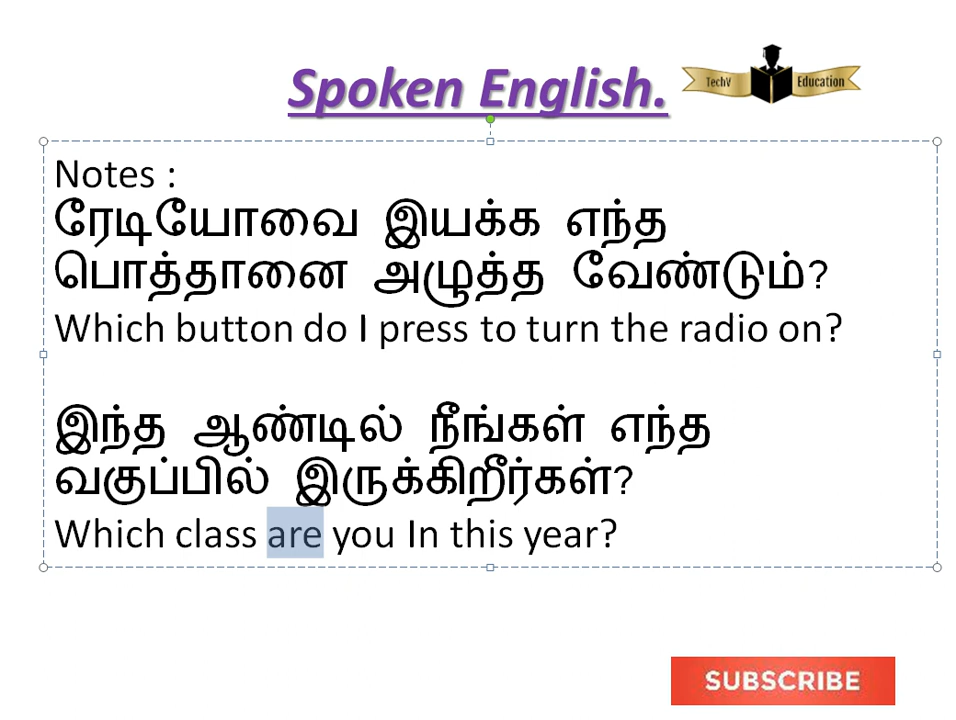 Spoken English.
TechV Education
Notes :
ரேடியோவை இயக்க எந்த
பொத்தானை அழுத்த வேண்டும்?
Which button do I press to turn the radio on?
இந்த ஆண்டில் நீங்கள் எந்த
வகுப்பில் இருக்கிறீர்கள்?
Which class are you In this year?
SUBSCRIBE